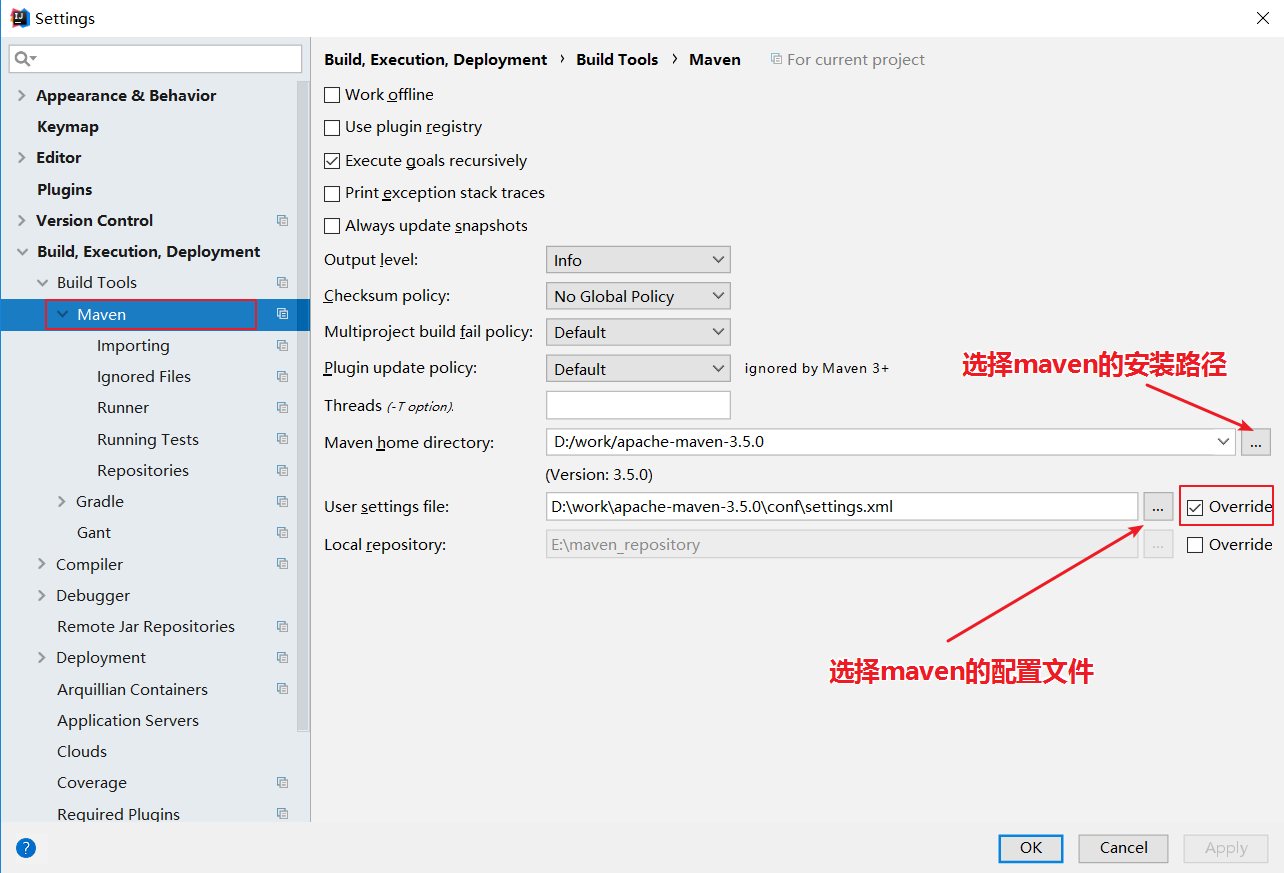 Settings
Appearance & Behavior
Keymap
Editor
Plugins
Version Control
Build, Execution, Deployment
Build Tools
Maven
Importing
Ignored Files
Runner
Running Tests
Repositories
Gradle
Gant
Compiler
Debugger
Remote Jar Repositories
Deployment
Arquillian Containers
Application Servers
Clouds
Coverage
Required Plugins
Build, Execution, Deployment › Build Tools › Maven For current project
Work offline
Use plugin registry
Execute goals recursively
Print exception stack traces
Always update snapshots
Output level: Info
Checksum policy: No Global Policy
Multiproject build fail policy: Default
Plugin update policy: Default ignored by Maven 3+
选择maven的安装路径
Threads (-T option):
Maven home directory: D:/work/apache-maven-3.5.0 ...
(Version: 3.5.0)
User settings file: D:\work\apache-maven-3.5.0\conf\settings.xml ... Override
Local repository: E:\maven_repository ... Override
选择maven的配置文件
? OK Cancel Apply